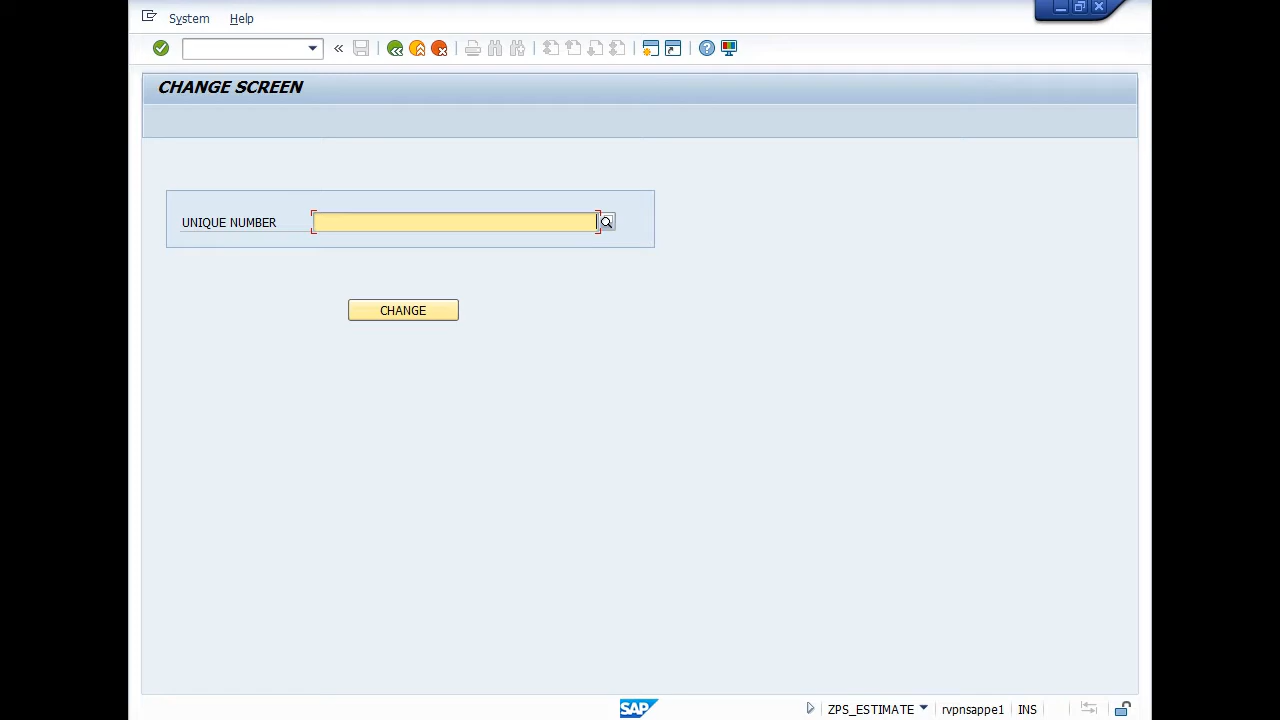 System Help
CHANGE SCREEN
UNIQUE NUMBER
CHANGE
SAP ZPS_ESTIMATE rvpnsappe1 INS